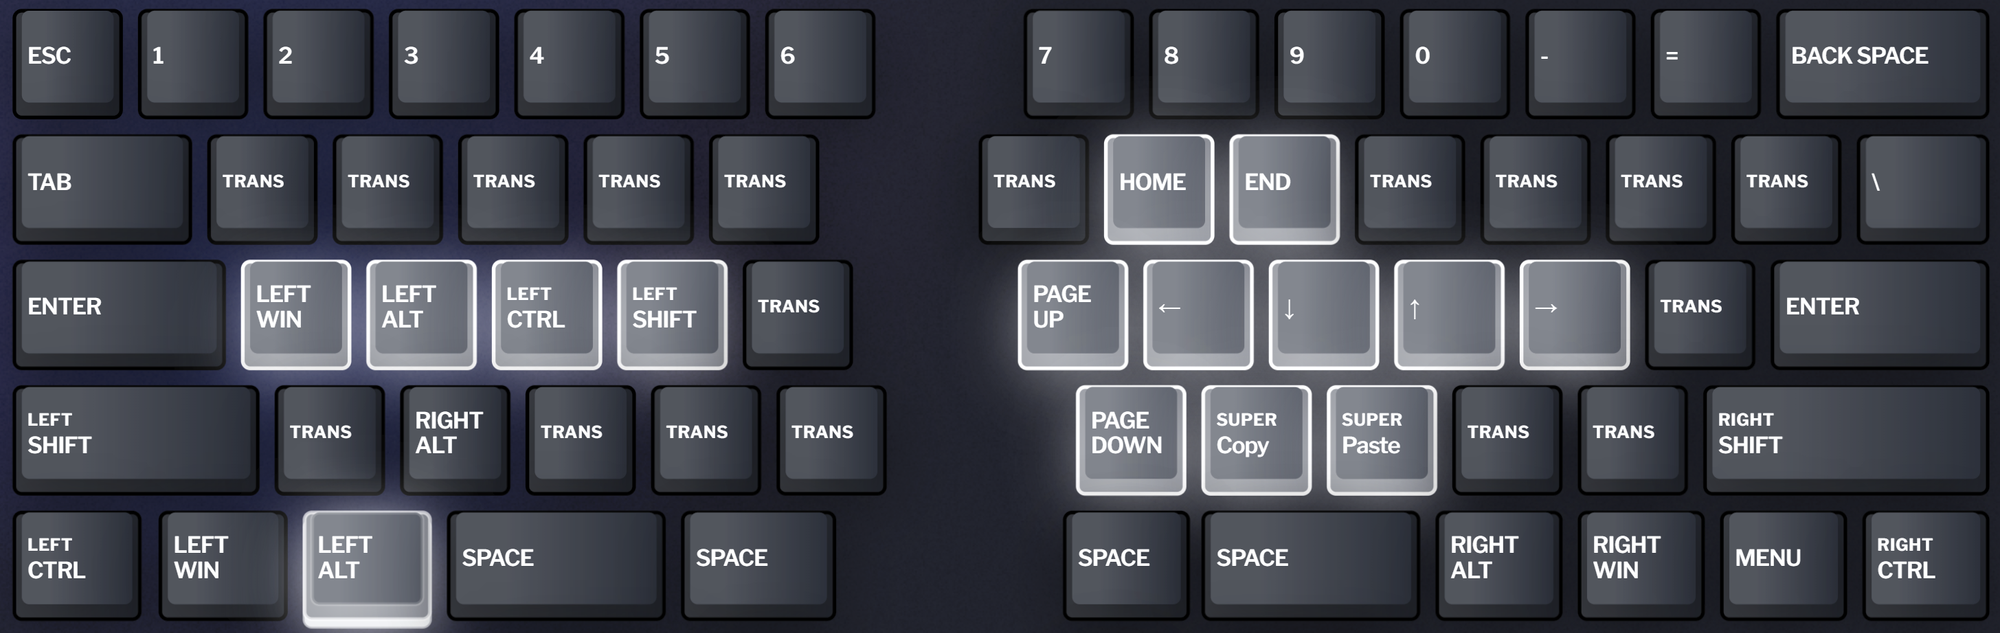 ESC 1 2 3 4 5 6 7 8 9 0 - = BACK SPACE
TAB TRANS TRANS TRANS TRANS TRANS TRANS HOME END TRANS TRANS TRANS TRANS \
ENTER
LEFT
WIN
LEFT
ALT
LEFT
CTRL
LEFT
SHIFT
TRANS
PAGE
UP
← ↓ ↑ →
TRANS
ENTER
LEFT
SHIFT
TRANS
RIGHT
ALT
TRANS
TRANS
TRANS
PAGE
DOWN
SUPER
Copy
SUPER
Paste
TRANS
TRANS
RIGHT
SHIFT
LEFT
CTRL
LEFT
WIN
LEFT
ALT
SPACE
SPACE
SPACE
SPACE
RIGHT
ALT
RIGHT
WIN
MENU
RIGHT
CTRL